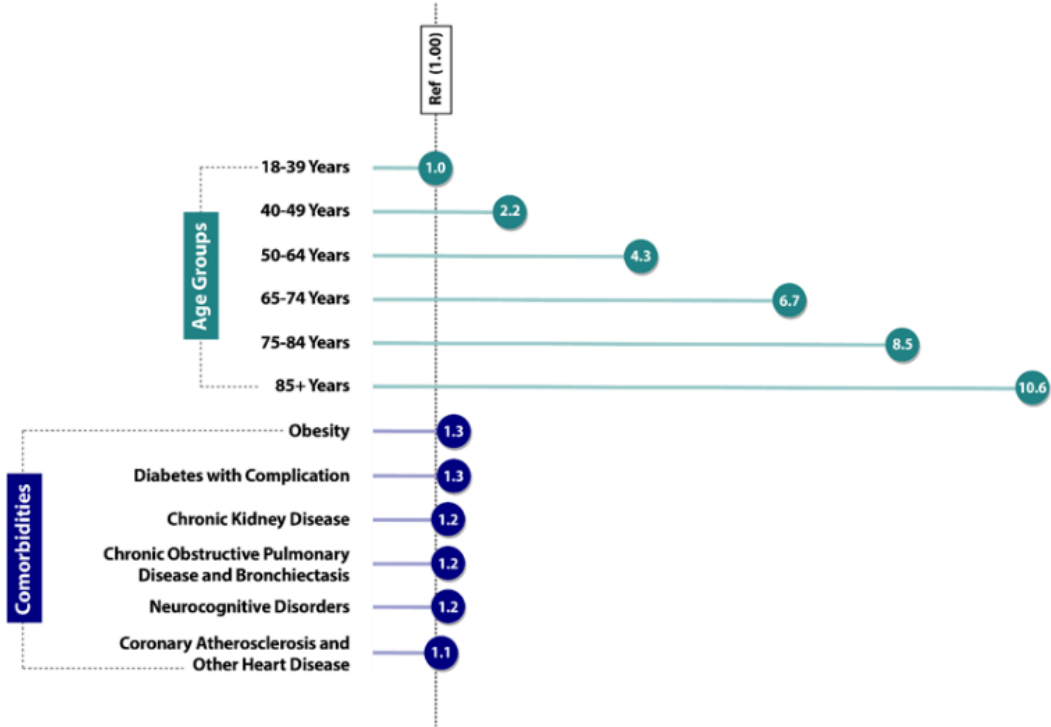 Ref (1.00)
Age Groups
18-39 Years 1.0
40-49 Years 2.2
50-64 Years 4.3
65-74 Years 6.7
75-84 Years 8.5
85+ Years 10.6
Comorbidities
Obesity 1.3
Diabetes with Complication 1.3
Chronic Kidney Disease 1.2
Chronic Obstructive Pulmonary
Disease and Bronchiectasis 1.2
Neurocognitive Disorders 1.2
Coronary Atherosclerosis and
Other Heart Disease 1.1